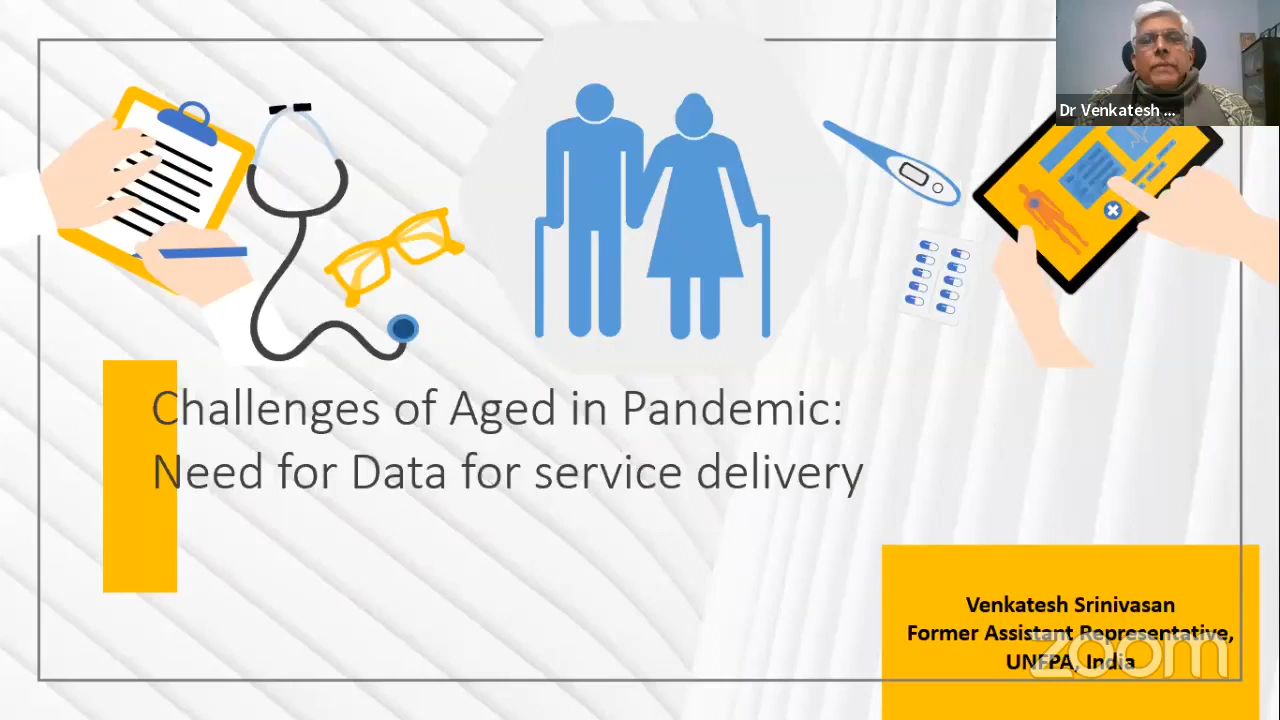 Dr Venkatesh ...
Challenges of Aged in Pandemic:
Need for Data for service delivery
Venkatesh Srinivasan
Former Assistant Representative,
UNFPA, India
zoom